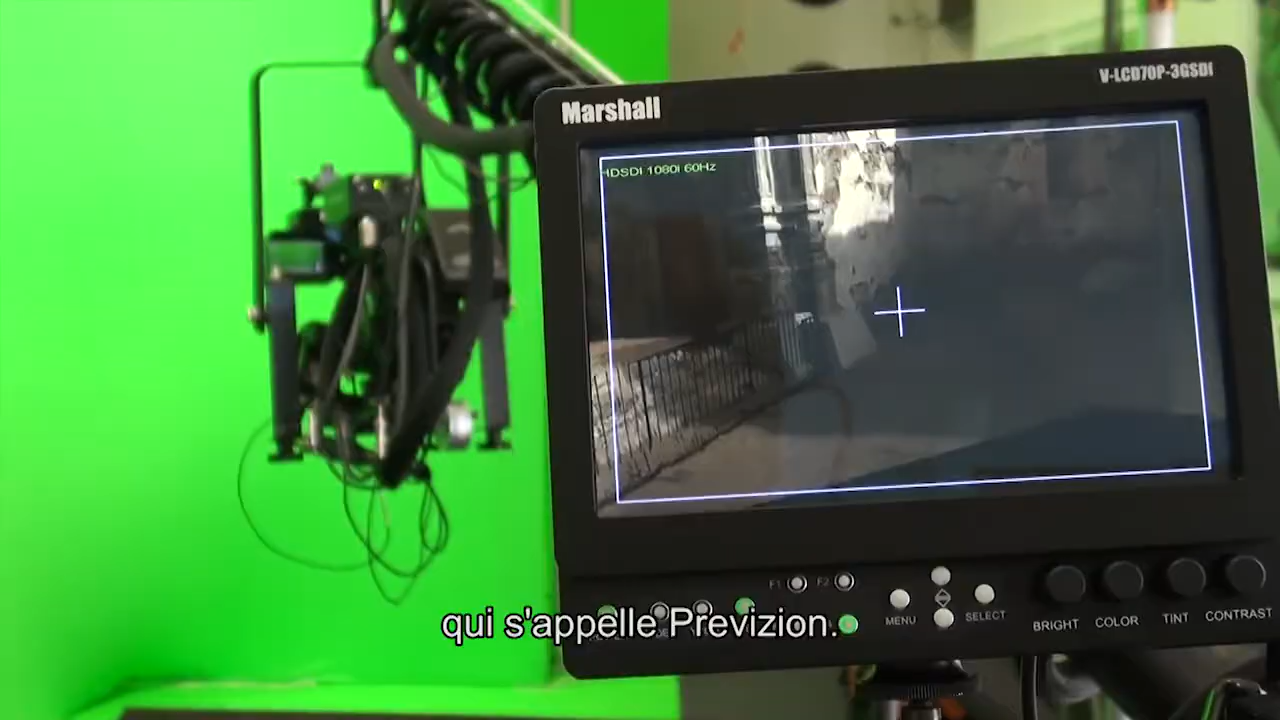 V-LCD70P-3GSDI
Marshall
HDSDI 1080i 60Hz
F1 F2
MENU
SELECT
BRIGHT COLOR TINT CONTRAST
qui s'appelle Previzion.